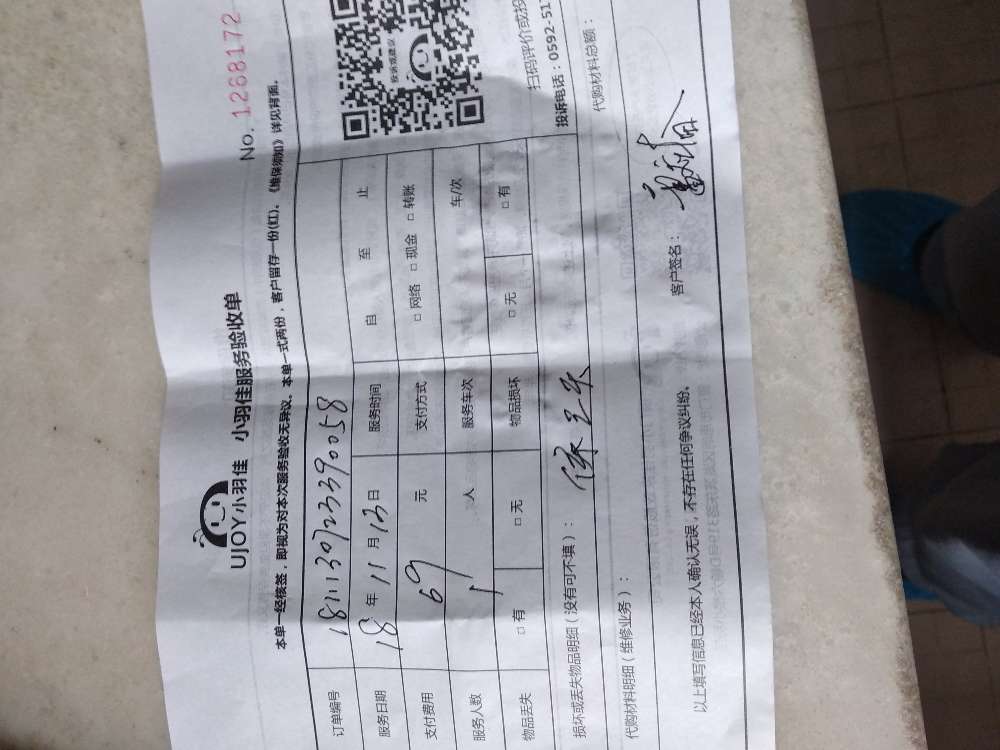 No. 1268172
UJOY小羽佳 小羽佳服务验收单
本单一经核签，即视为对本次服务验收无异议。本单一式两份，客户留存一份(红)。《维保须知》详见背面。
订单编号 1811130723390058
服务日期 18 年 11 月 13 日 服务时间 自 至 止
支付费用 69 元 支付方式 □ 网络 □ 现金 □ 转账
服务人数 1 人 服务车次 车/次
物品丢失 □ 有 □ 无 物品损坏 □ 无 □ 有
投诉或建议
扫码评价或投
投诉电话：0592-517
损坏或丢失物品明细（没有可不填）：
代购材料明细（维修业务）： 代购材料总额：
以上填写信息已经本人确认无误，不存在任何争议纠纷。 客户签名：